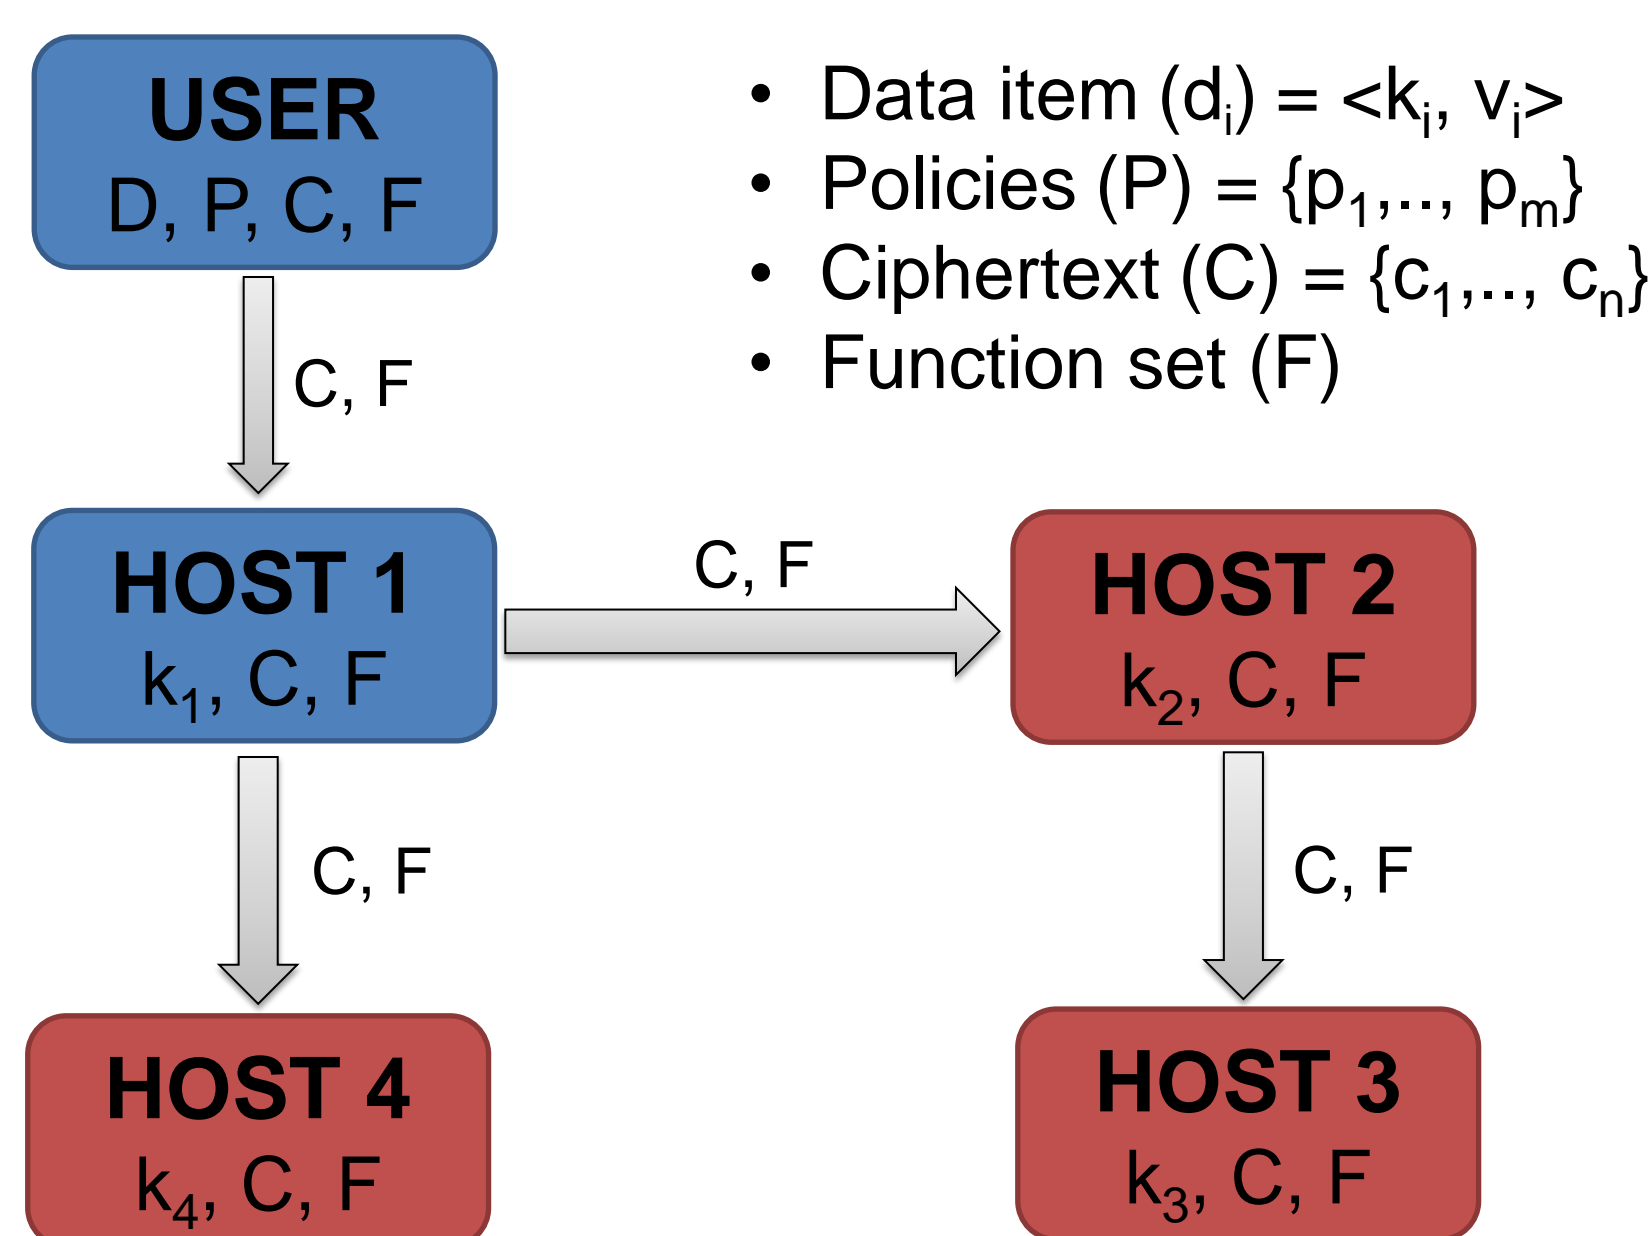 USER
D, P, C, F
• Data item (dᵢ) = <kᵢ, vᵢ>
• Policies (P) = {p₁,.., pₘ}
• Ciphertext (C) = {c₁,.., cₙ}
• Function set (F)
C, F
HOST 1
k₁, C, F
C, F
HOST 2
k₂, C, F
C, F
C, F
HOST 4
k₄, C, F
HOST 3
k₃, C, F